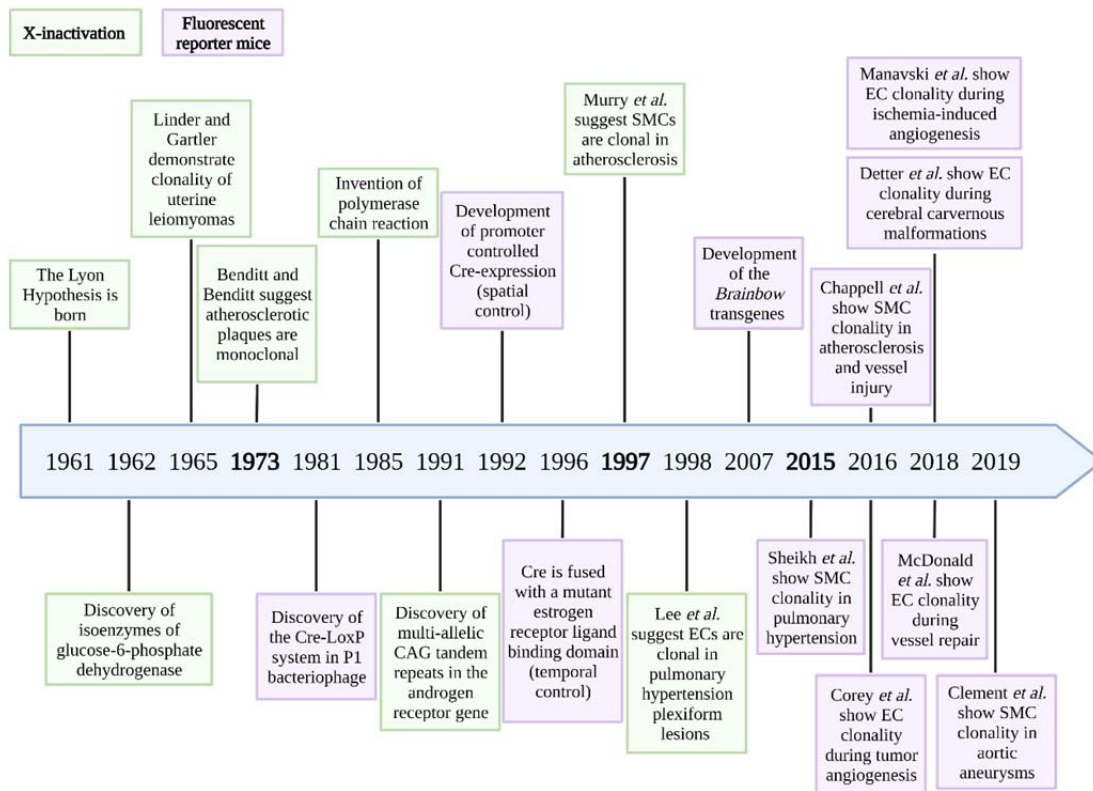 X-inactivation
Fluorescent
reporter mice
The Lyon
Hypothesis is
born
Linder and
Gartler
demonstrate
clonality of
uterine
leiomyomas
Benditt and
Benditt suggest
atherosclerotic
plaques are
monoclonal
Invention of
polymerase
chain reaction
Development
of promoter
controlled
Cre-expression
(spatial
control)
Murry et al.
suggest SMCs
are clonal in
atherosclerosis
Development
of the
Brainbow
transgenes
Manavski et al. show
EC clonality during
ischemia-induced
angiogenesis
Detter et al. show EC
clonality during
cerebral carvernous
malformations
Chappell et al.
show SMC
clonality in
atherosclerosis
and vessel
injury
1961 1962 1965 1973 1981 1985 1991 1992 1996 1997 1998 2007 2015 2016 2018 2019
Discovery of
isoenzymes of
glucose-6-phosphate
dehydrogenase
Discovery of
the Cre-LoxP
system in P1
bacteriophage
Discovery of
multi-allelic
CAG tandem
repeats in the
androgen
receptor gene
Cre is fused
with a mutant
estrogen
receptor ligand
binding domain
(temporal
control)
Lee et al.
suggest ECs are
clonal in
pulmonary
hypertension
plexiform
lesions
Sheikh et al.
show SMC
clonality in
pulmonary
hypertension
Corey et al.
show EC
clonality
during tumor
angiogenesis
McDonald
et al. show
EC clonality
during
vessel repair
Clement et al.
show SMC
clonality in
aortic
aneurysms